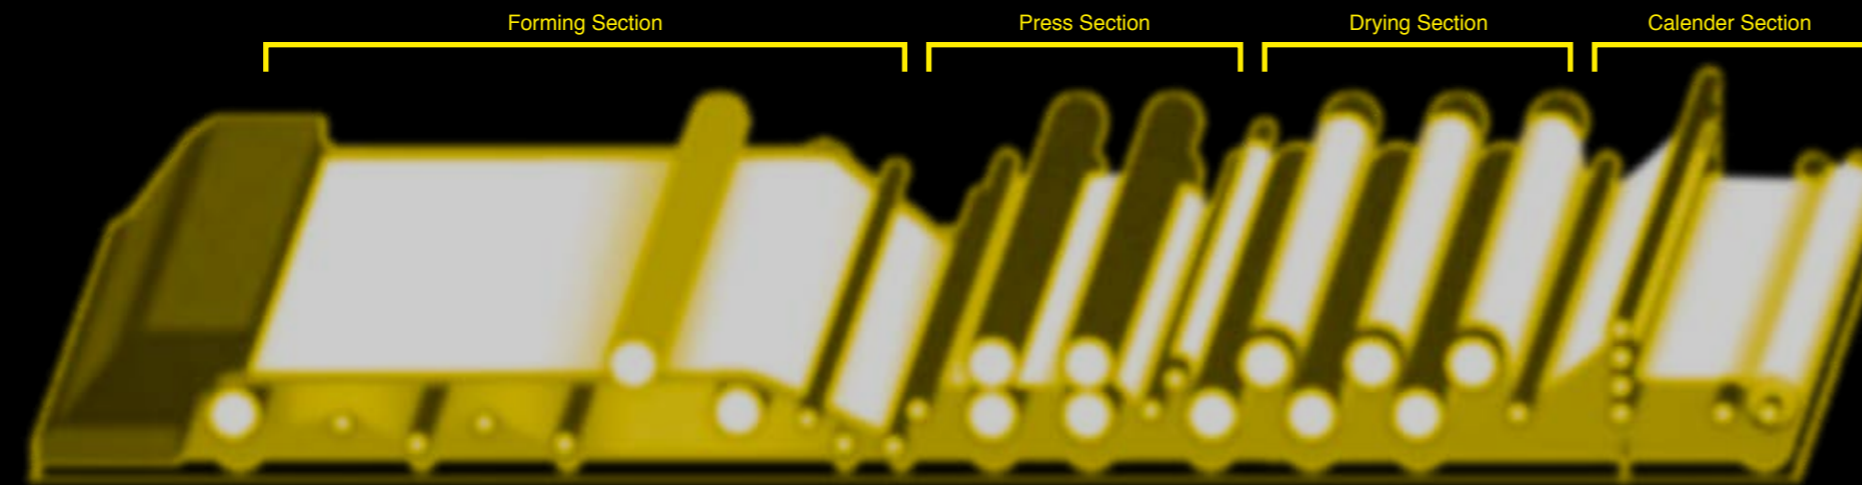 Forming Section
Press Section
Drying Section
Calender Section